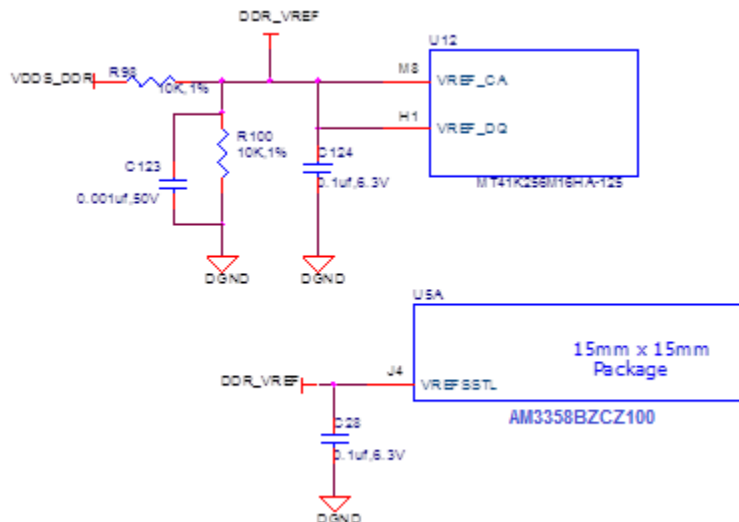 DDR_VREF
U12
VDDS_DDR
R98
10K,1%
M8
VREF_CA
H1
VREF_DQ
R100
10K,1%
C123
0.001uf,50V
C124
0.1uf,6.3V
MT41K256M16HA-125
DGND
DGND
U5A
15mm x 15mm
Package
DDR_VREF
J4
VREFSSTL
AM3358BZCZ100
C28
0.1uf,6.3V
DGND